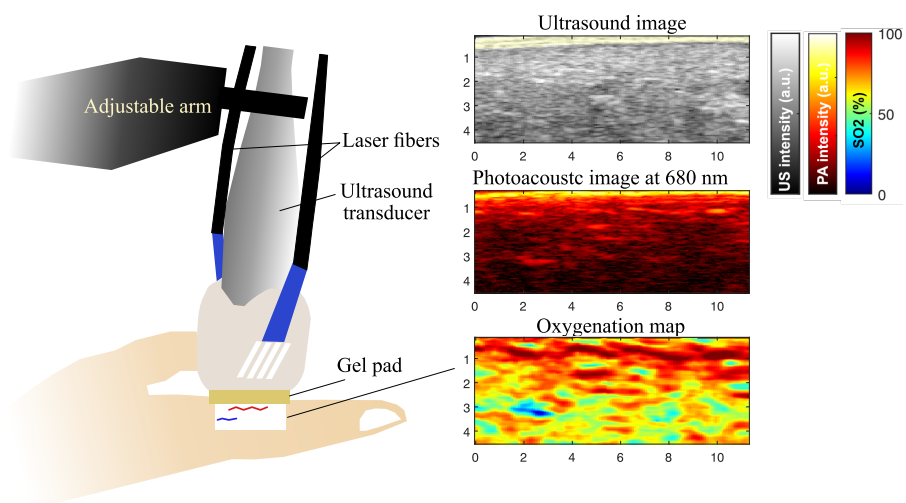 Adjustable arm
Laser fibers
Ultrasound
transducer
Gel pad
Ultrasound image
1
2
3
4
0 2 4 6 8 10
Photoacoustc image at 680 nm
1
2
3
4
0 2 4 6 8 10
Oxygenation map
1
2
3
4
0 2 4 6 8 10
US intensity (a.u.)
PA intensity (a.u.)
SO2 (%)
100
50
0